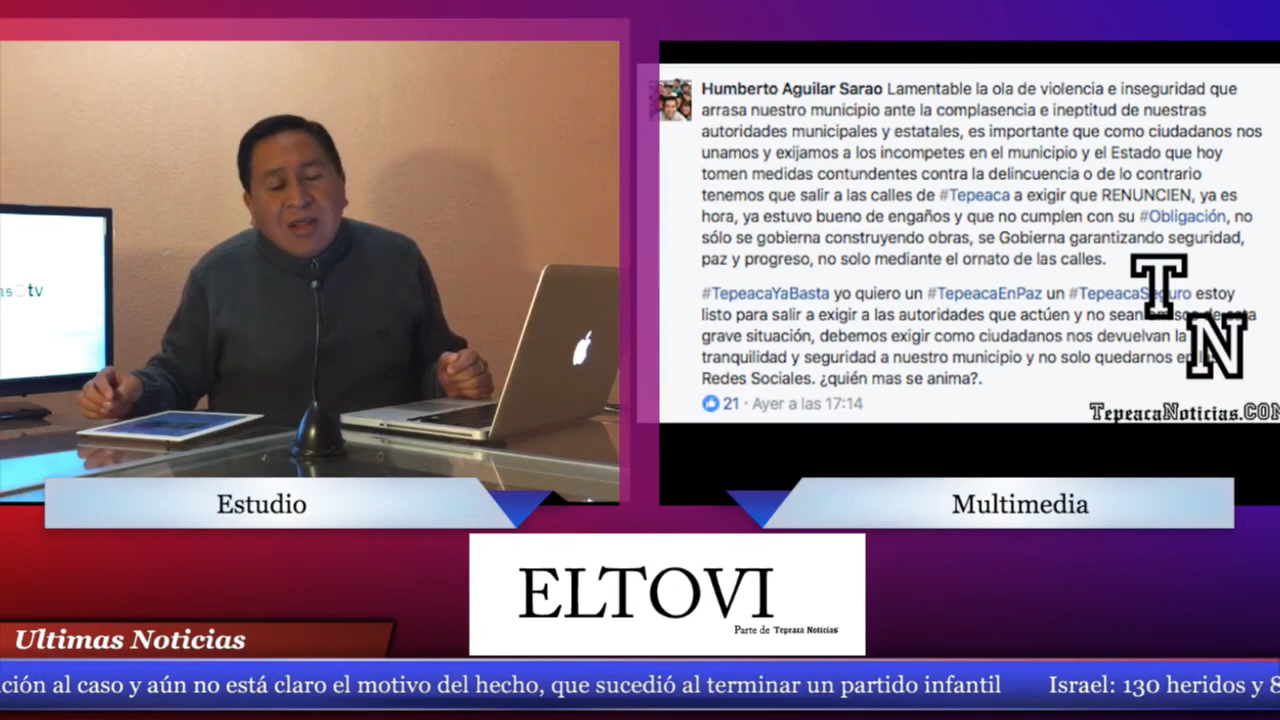 Humberto Aguilar Sarao Lamentable la ola de violencia e inseguridad que
arrasa nuestro municipio ante la complasencia e ineptitud de nuestras
autoridades municipales y estatales, es importante que como ciudadanos nos
unamos y exijamos a los incompetes en el municipio y el Estado que hoy
tomen medidas contundentes contra la delincuencia o de lo contrario
tenemos que salir a las calles de #Tepeaca a exigir que RENUNCIEN, ya es
hora, ya estuvo bueno de engaños y que no cumplen con su #Obligación, no
sólo se gobierna construyendo obras, se Gobierna garantizando seguridad,
paz y progreso, no solo mediante el ornato de las calles.
#TepeacaYaBasta yo quiero un #TepeacaEnPaz un #TepeacaSeguro estoy
listo para salir a exigir a las autoridades que actúen y no sean de esta
grave situación, debemos exigir como ciudadanos nos devuelvan la
tranquilidad y seguridad a nuestro municipio y no solo quedarnos en
Redes Sociales. ¿quién mas se anima?.
21 · Ayer a las 17:14
T
N
TepeacaNoticias.COM
tv
Estudio
Multimedia
ELTOVI
Parte de Tepeaca Noticias
Ultimas Noticias
ción al caso y aún no está claro el motivo del hecho, que sucedió al terminar un partido infantil Israel: 130 heridos y 8